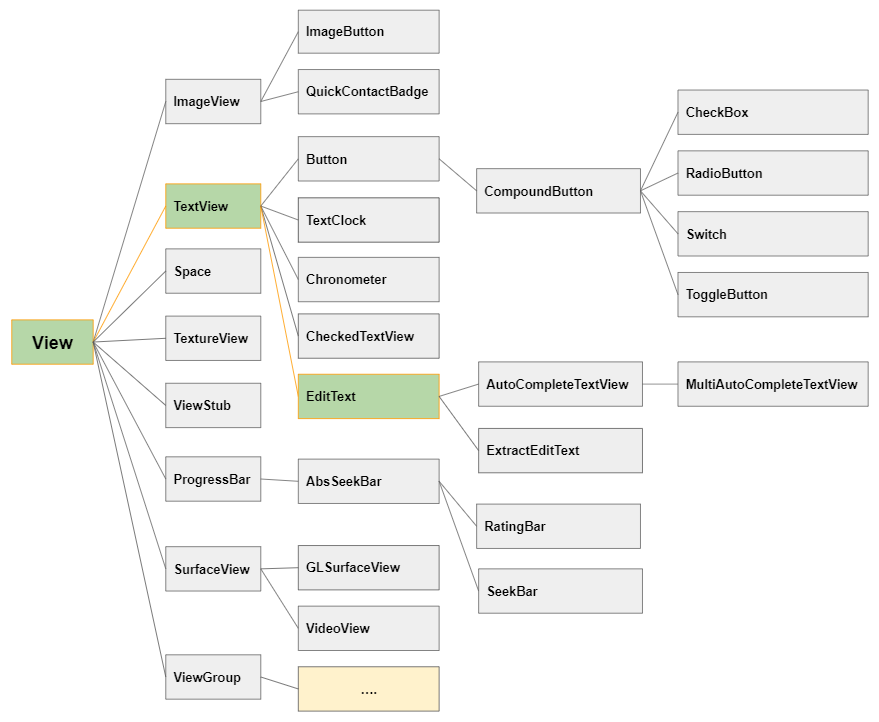 View
ImageView
ImageButton
QuickContactBadge
TextView
Button
CompoundButton
CheckBox
RadioButton
Switch
ToggleButton
TextClock
Chronometer
CheckedTextView
EditText
AutoCompleteTextView
MultiAutoCompleteTextView
ExtractEditText
Space
TextureView
ViewStub
ProgressBar
AbsSeekBar
RatingBar
SeekBar
SurfaceView
GLSurfaceView
VideoView
ViewGroup
....